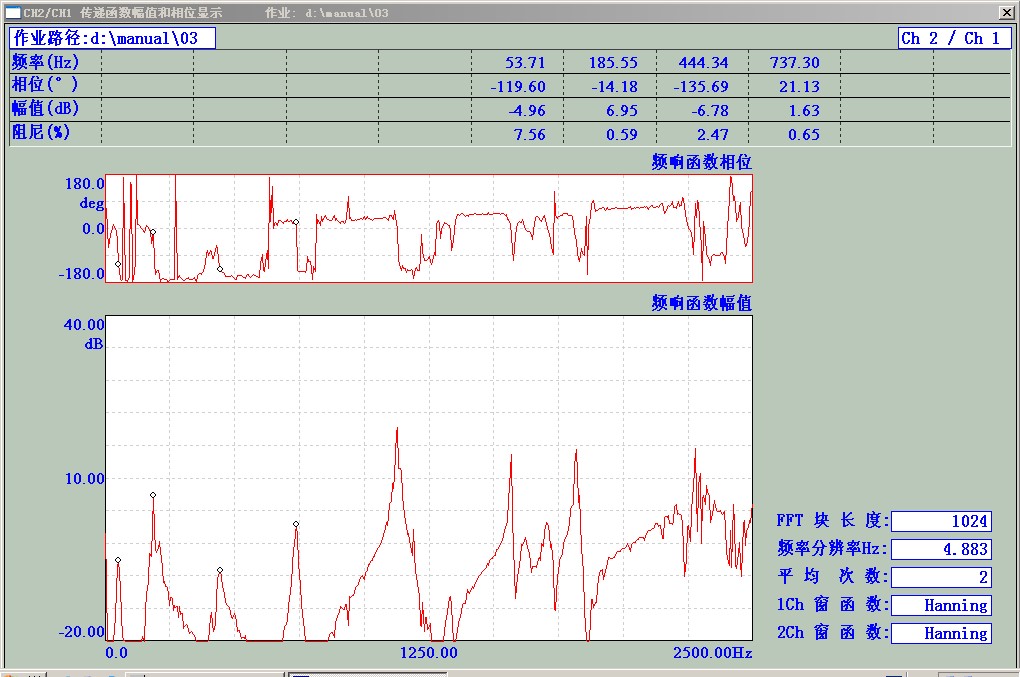 CH2/CH1 传递函数幅值和相位显示 作业: d:\manual\03
作业路径:d:\manual\03 Ch 2 / Ch 1
频率(Hz) 53.71 185.55 444.34 737.30
相位(° ) -119.60 -14.18 -135.69 21.13
幅值(dB) -4.96 6.95 -6.78 1.63
阻尼(%) 7.56 0.59 2.47 0.65
频响函数相位
180.0
deg
0.0
-180.0
频响函数幅值
40.00
dB
10.00
-20.00
0.0 1250.00 2500.00Hz
FFT 块 长 度: 1024
频率分辨率Hz: 4.883
平 均 次 数: 2
1Ch 窗 函 数: Hanning
2Ch 窗 函 数: Hanning